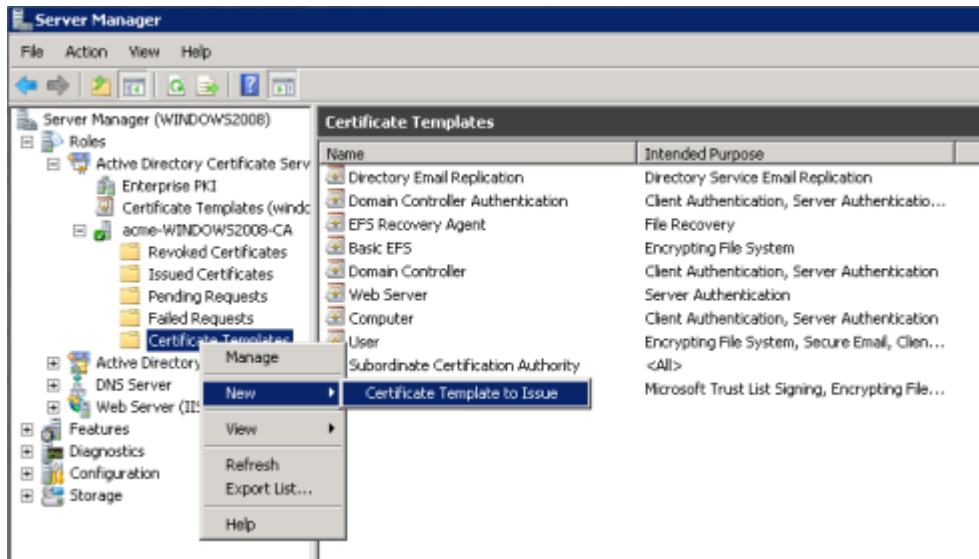 Server Manager
File Action View Help
Server Manager (WINDOWS2008)
Roles
Active Directory Certificate Serv
Enterprise PKI
Certificate Templates (windc
acme-WINDOWS2008-CA
Revoked Certificates
Issued Certificates
Pending Requests
Failed Requests
Certificate Templates
Active Directory
DNS Server
Web Server (IIS
Features
Diagnostics
Configuration
Storage
Manage
New
Certificate Template to Issue
View
Refresh
Export List...
Help
Certificate Templates
Name Intended Purpose
Directory Email Replication Directory Service Email Replication
Domain Controller Authentication Client Authentication, Server Authenticatio...
EFS Recovery Agent File Recovery
Basic EFS Encrypting File System
Domain Controller Client Authentication, Server Authentication
Web Server Server Authentication
Computer Client Authentication, Server Authentication
User Encrypting File System, Secure Email, Clien...
Subordinate Certification Authority <All>
Microsoft Trust List Signing, Encrypting File...